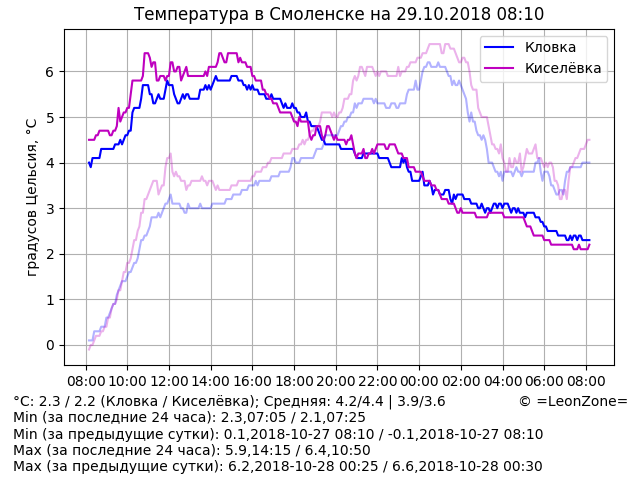 Температура в Смоленске на 29.10.2018 08:10
градусов Цельсия, °C
6
5
4
3
2
1
0
Кловка
Киселёвка
08:00 10:00 12:00 14:00 16:00 18:00 20:00 22:00 00:00 02:00 04:00 06:00 08:00
°C: 2.3 / 2.2 (Кловка / Киселёвка); Средняя: 4.2/4.4 | 3.9/3.6 © =LeonZone=
Min (за последние 24 часа): 2.3,07:05 / 2.1,07:25
Min (за предыдущие сутки): 0.1,2018-10-27 08:10 / -0.1,2018-10-27 08:10
Max (за последние 24 часа): 5.9,14:15 / 6.4,10:50
Max (за предыдущие сутки): 6.2,2018-10-28 00:25 / 6.6,2018-10-28 00:30